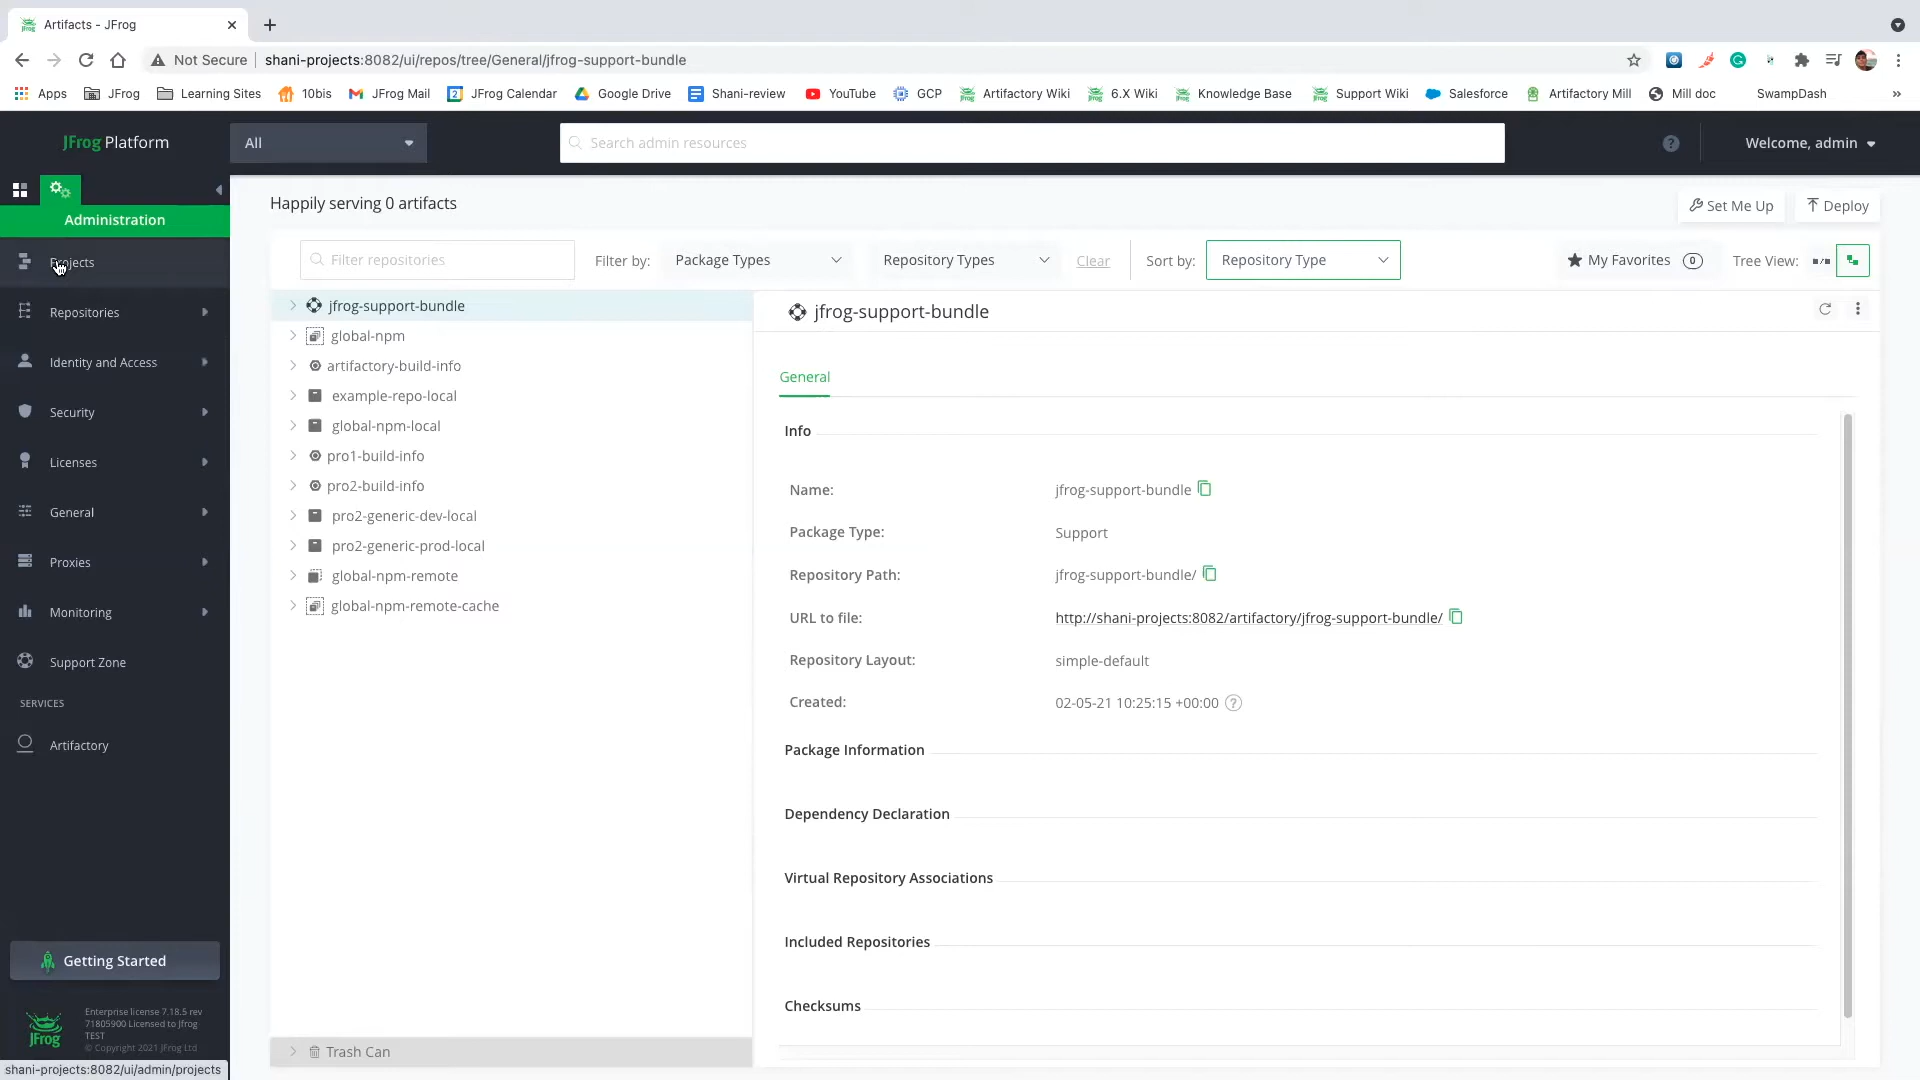 Artifacts - JFrog
Not Secure
shani-projects:8082/ui/repos/tree/General/jfrog-support-bundle
Apps
JFrog
Learning Sites
10bis
JFrog Mail
JFrog Calendar
Google Drive
Shani-review
YouTube
GCP
Artifactory Wiki
6.X Wiki
Knowledge Base
Support Wiki
Salesforce
Artifactory Mill
Mill doc
SwampDash
»
JFrog Platform
All
Search admin resources
Welcome, admin
Administration
Projects
Repositories
Identity and Access
Security
Licenses
General
Proxies
Monitoring
Support Zone
SERVICES
Artifactory
Getting Started
JFrog
Enterprise license 7.18.5 rev
71805900 Licensed to Jfrog
TEST
© Copyright 2021 JFrog Ltd
shani-projects:8082/ui/admin/projects
Happily serving 0 artifacts
Set Me Up
Deploy
Filter repositories
Filter by:
Package Types
Repository Types
Clear
Sort by:
Repository Type
My Favorites 0
Tree View:
jfrog-support-bundle
global-npm
artifactory-build-info
example-repo-local
global-npm-local
pro1-build-info
pro2-build-info
pro2-generic-dev-local
pro2-generic-prod-local
global-npm-remote
global-npm-remote-cache
Trash Can
jfrog-support-bundle
General
Info
Name: jfrog-support-bundle
Package Type: Support
Repository Path: jfrog-support-bundle/
URL to file: http://shani-projects:8082/artifactory/jfrog-support-bundle/
Repository Layout: simple-default
Created: 02-05-21 10:25:15 +00:00 ?
Package Information
Dependency Declaration
Virtual Repository Associations
Included Repositories
Checksums